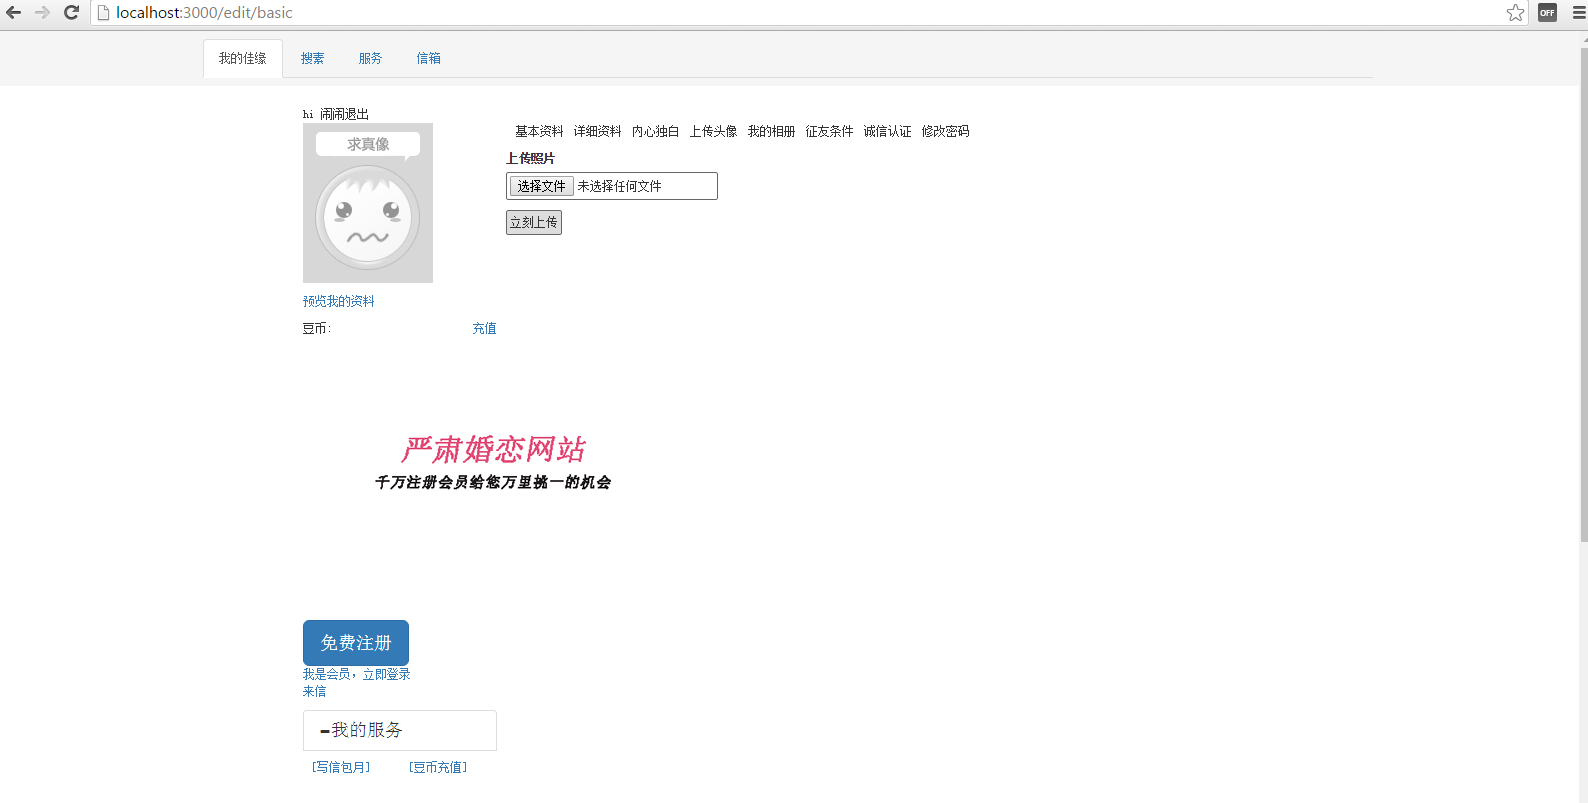 localhost:3000/edit/basic
OFF
我的佳缘 搜素 服务 信箱
hi 闹闹退出
求真像
基本资料 详细资料 内心独白 上传头像 我的相册 征友条件 诚信认证 修改密码
上传照片
选择文件 未选择任何文件
立刻上传
预览我的资料
豆币: 充值
严肃婚恋网站
千万注册会员给您万里挑一的机会
免费注册
我是会员，立即登录
来信
-我的服务
[写信包月] [豆币充值]